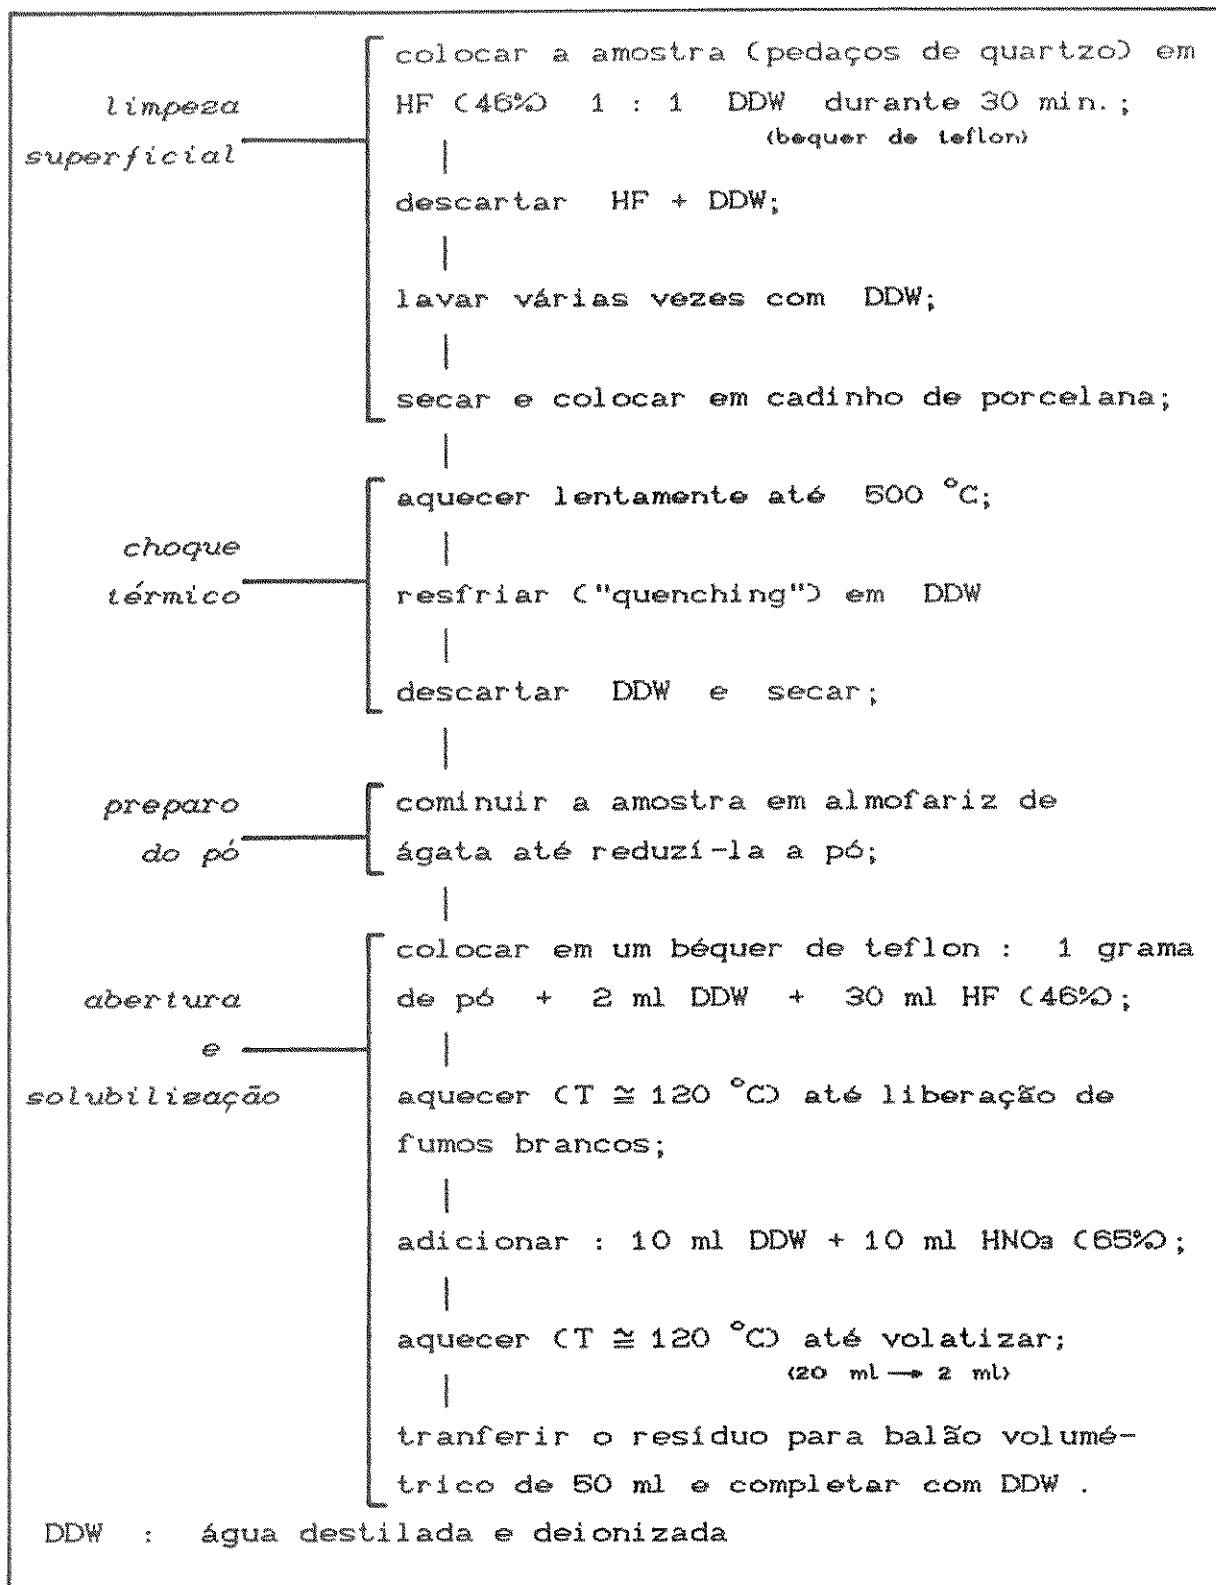 limpeza
superficial
colocar a amostra (pedaços de quartzo) em
HF (46%) 1 : 1 DDW durante 30 min.;
(bequer de teflon)
descartar HF + DDW;
lavar várias vezes com DDW;
secar e colocar em cadinho de porcelana;
choque
térmico
aquecer lentamente até 500 °C;
resfriar ("quenching") em DDW
descartar DDW e secar;
preparo
do pó
cominuir a amostra em almofariz de
ágata até reduzí-la a pó;
abertura
e
solubilização
colocar em um béquer de teflon : 1 grama
de pó + 2 ml DDW + 30 ml HF (46%);
aquecer (T ≅ 120 °C) até liberação de
fumos brancos;
adicionar : 10 ml DDW + 10 ml HNO₃ (65%);
aquecer (T ≅ 120 °C) até volatizar;
(20 ml → 2 ml)
tranferir o resíduo para balão volumé-
trico de 50 ml e completar com DDW .
DDW : água destilada e deionizada